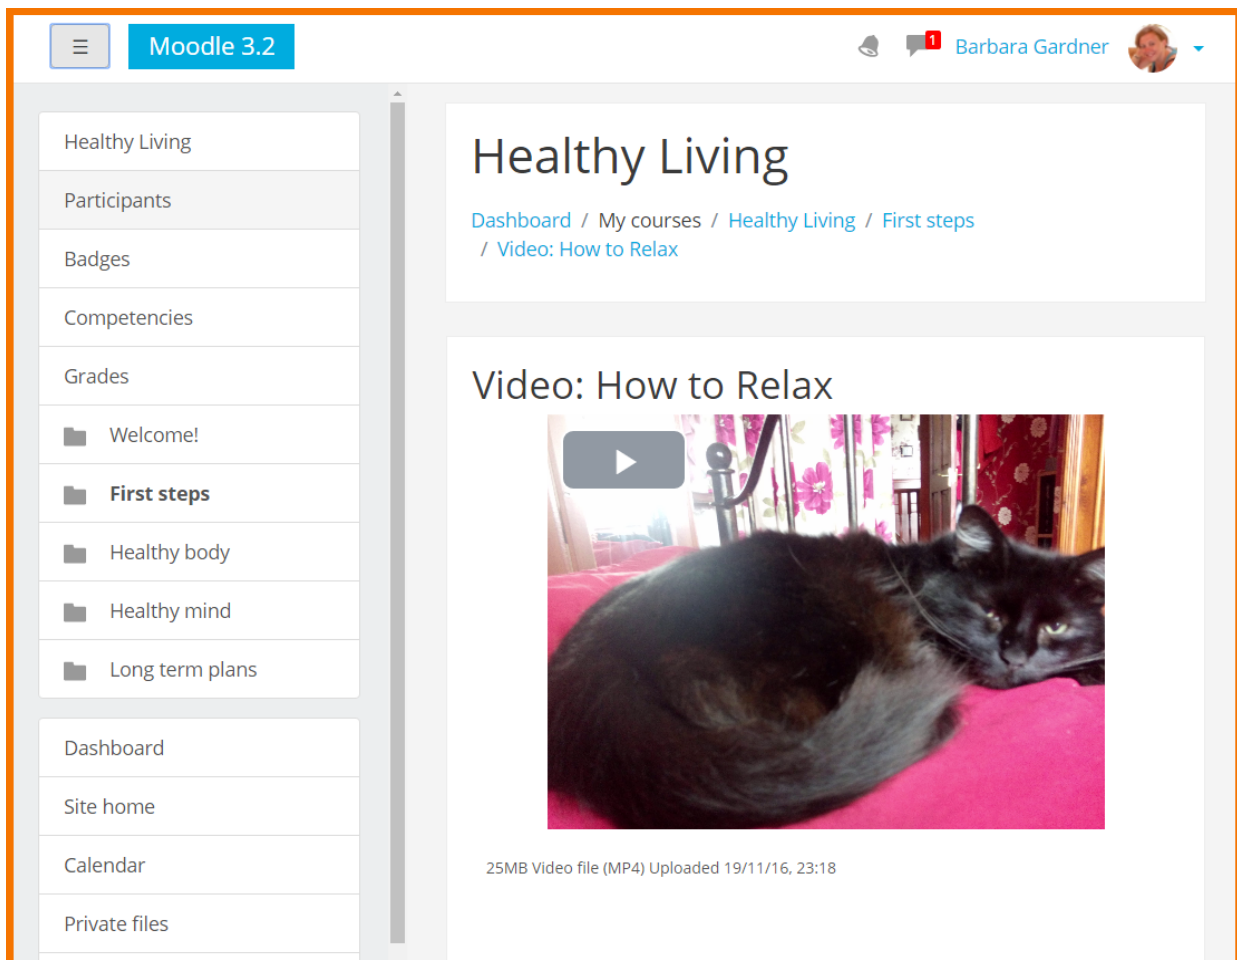 ☰ Moodle 3.2
1 Barbara Gardner
Healthy Living
Participants
Badges
Competencies
Grades
Welcome!
First steps
Healthy body
Healthy mind
Long term plans
Dashboard
Site home
Calendar
Private files
Healthy Living
Dashboard / My courses / Healthy Living / First steps
/ Video: How to Relax
Video: How to Relax
25MB Video file (MP4) Uploaded 19/11/16, 23:18